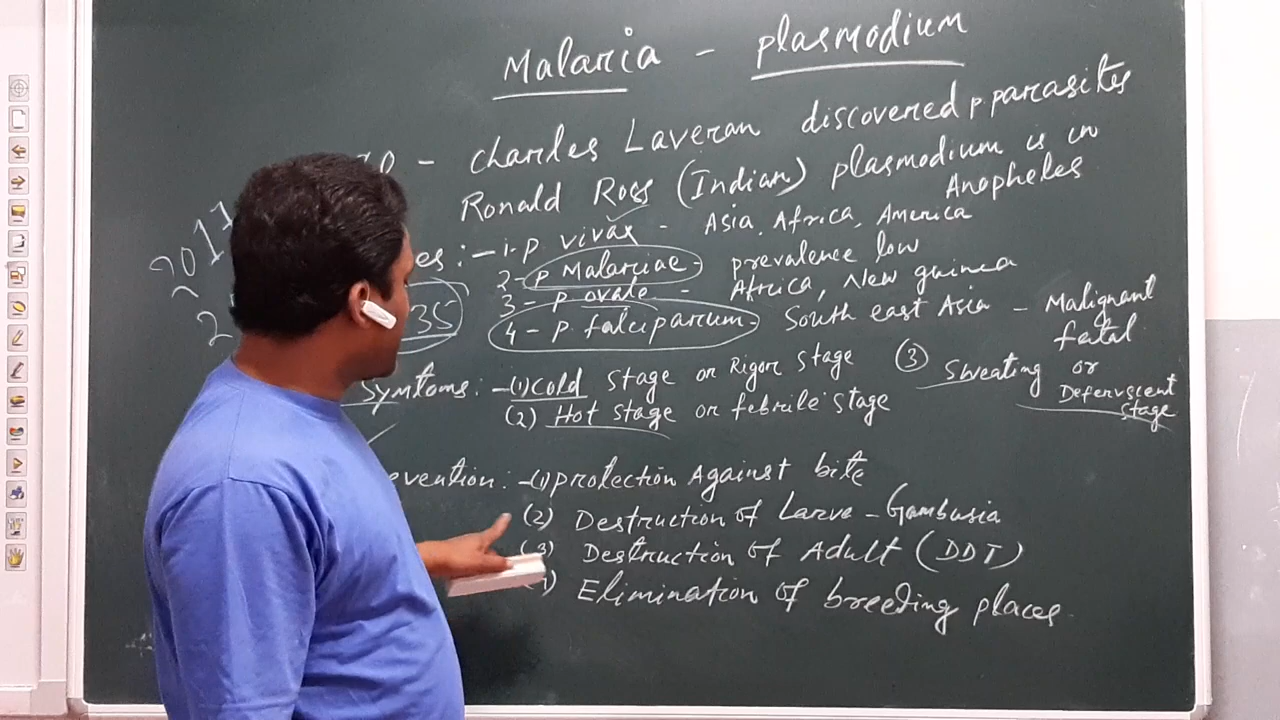 Malaria - plasmodium
- Charles Laveran discovered p parasites
Ronald Ross (Indian) plasmodium is in Anopheles
2017
es :- 1- p vivax - Asia, Africa, America
2- p Malariae - prevalence low
3 - p ovale - Africa, New guinea
35
4 - p falciparum - South east Asia - Malignant fatal
Symtoms :- (1) Cold Stage or Rigor Stage
(2) Hot Stage or febrile stage
(3) Sweating or Defervscent Stage
evention :- (1) protection Against bite
(2) Destruction of Larve - Gambusia
(3) Destruction of Adult (DDT)
Elimination of breeding places